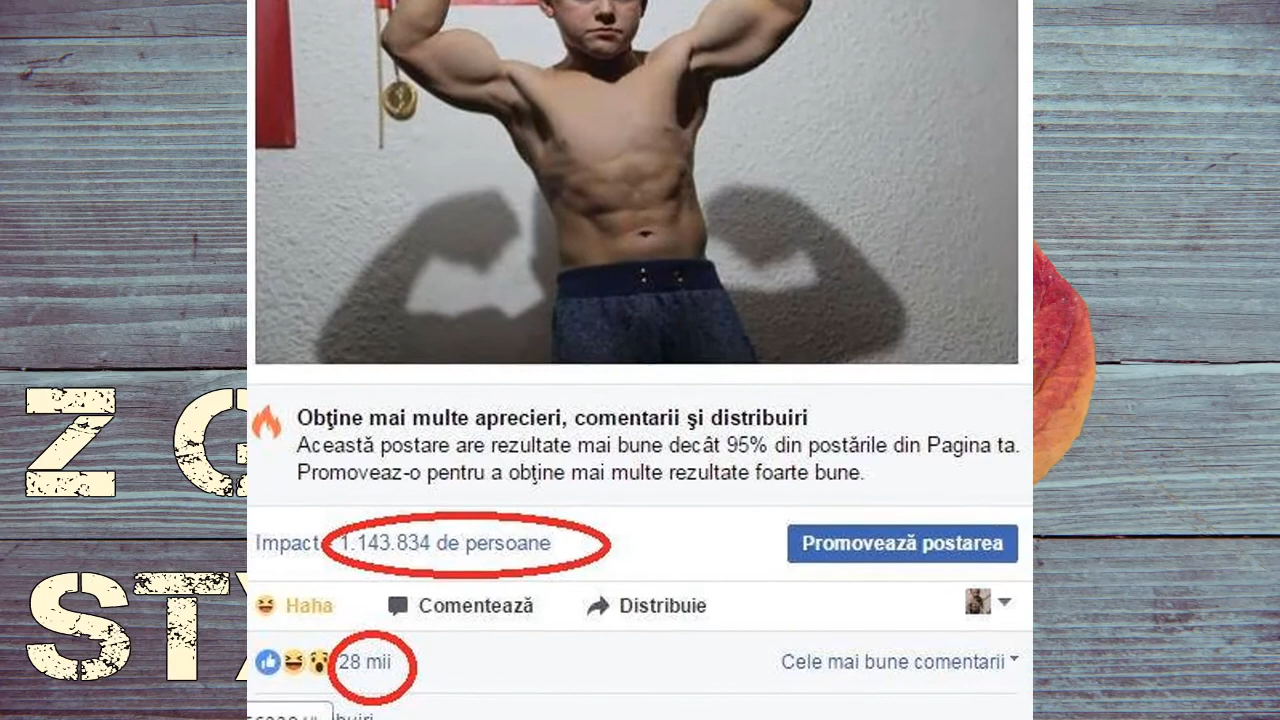 Obţine mai multe aprecieri, comentarii şi distribuiri
Această postare are rezultate mai bune decât 95% din postările din Pagina ta.
Promoveaz-o pentru a obţine mai multe rezultate foarte bune.
Impact 1.143.834 de persoane
Promovează postarea
Haha Comentează Distribuie
28 mii
Cele mai bune comentarii
Z G
ST